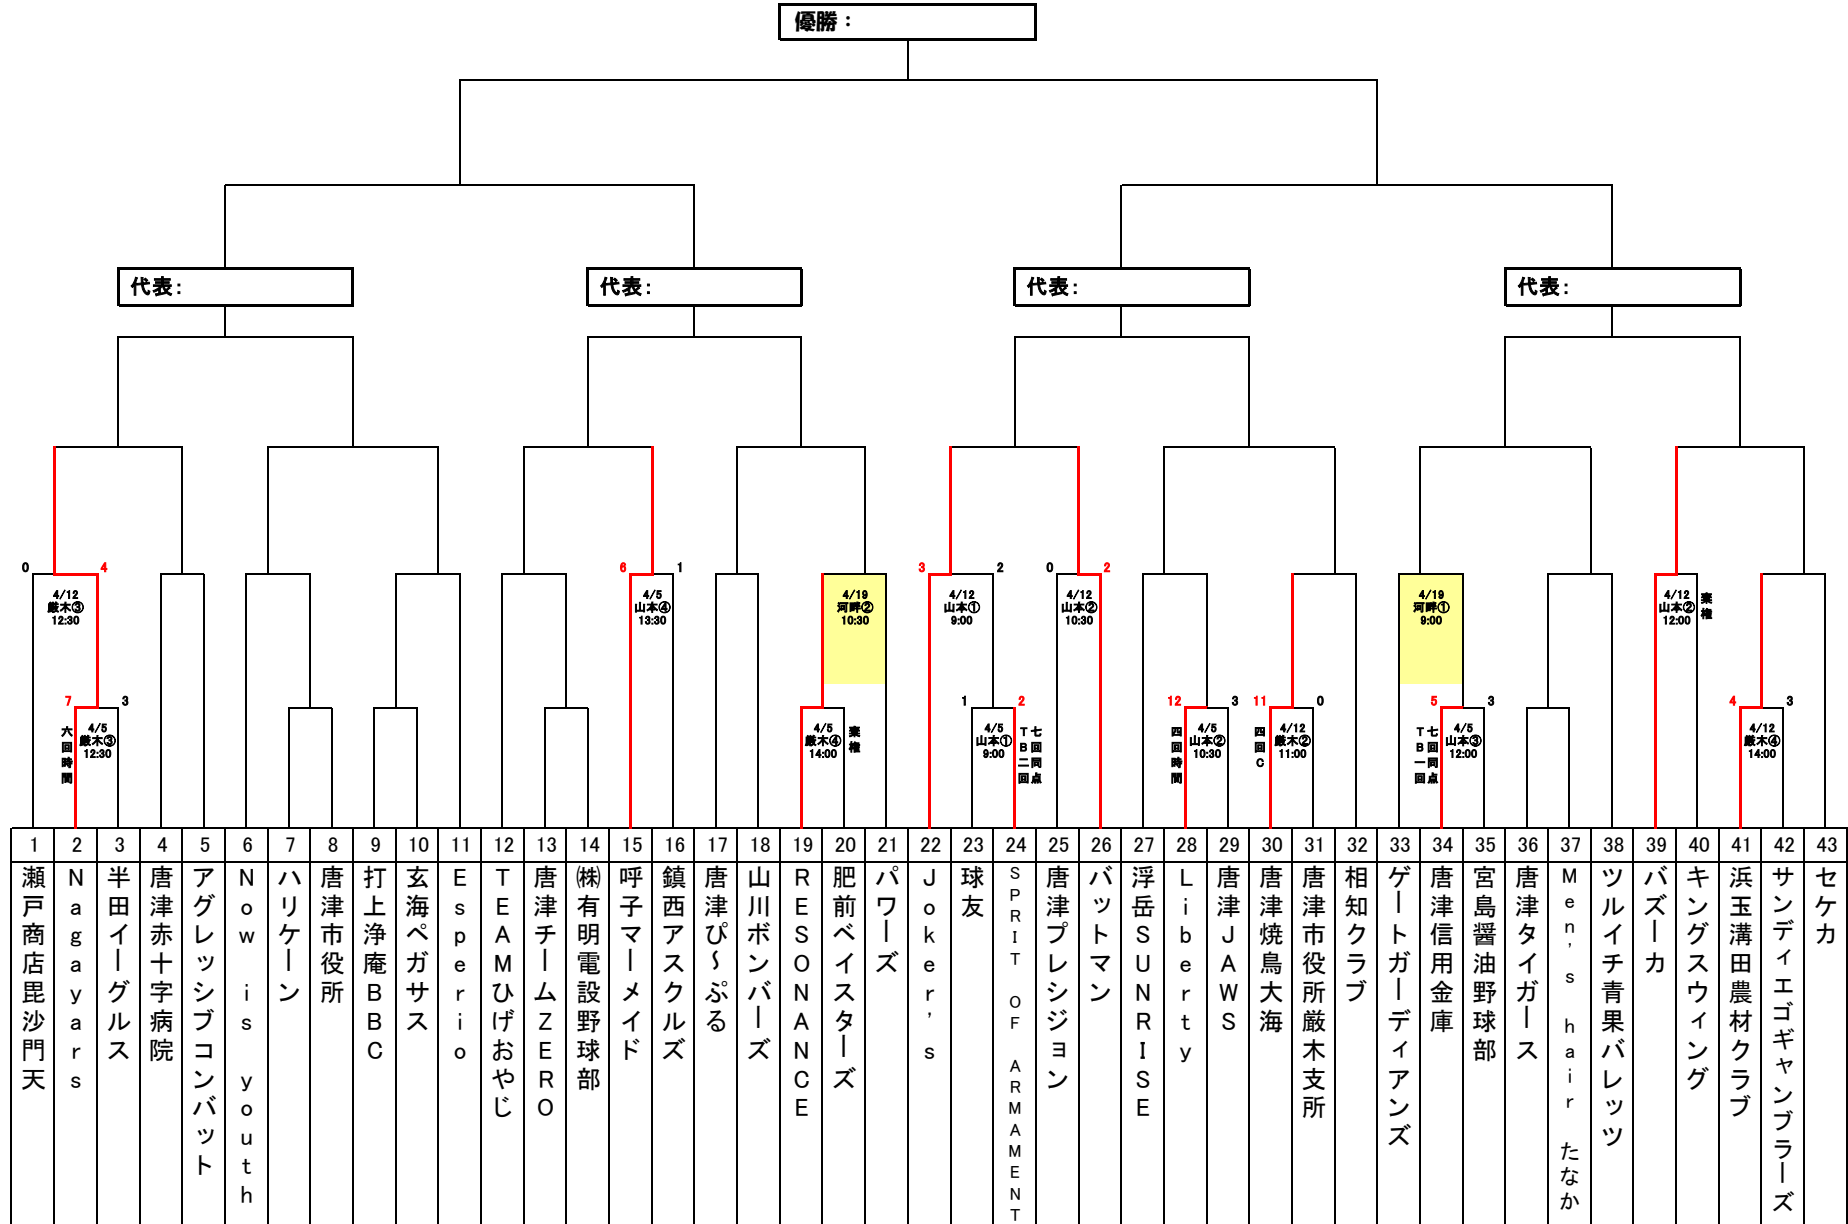 優勝：
代表：
代表：
代表：
代表：
0
4
6
1
3
2
0
2
4/12
厳木③
12:30
4/5
山本④
13:30
4/19
河畔②
10:30
4/12
山本①
9:00
4/12
山本②
10:30
4/19
河畔①
9:00
4/12
山本②
12:00
棄権
7
3
1
2
12
3
11
0
5
3
4
3
六回時間
4/5
厳木③
12:30
4/5
厳木④
14:00
棄権
4/5
山本①
9:00
七回同点
TB二回
四回時間
4/5
山本②
10:30
四回C
4/12
厳木②
11:00
七回同点
TB一回
4/5
山本③
12:00
4/12
厳木④
14:00
1 瀬戸商店毘沙門天
2 Nagayars
3 半田イーグルス
4 唐津赤十字病院
5 アグレッシブコンバット
6 Now is youth
7 ハリケーン
8 唐津市役所
9 打上浄庵BBC
10 玄海ペガサス
11 Esperio
12 TEAMひげおやじ
13 唐津チームZERO
14 ㈱有明電設野球部
15 呼子マーメイド
16 鎮西アスクルズ
17 唐津ぴ～ぷる
18 山川ボンバーズ
19 RESONANCE
20 肥前ベイスターズ
21 パワーズ
22 Joker's
23 球友
24 SPRIT OF ARMAMENT
25 唐津プレシジョン
26 バットマン
27 浮岳SUNRISE
28 Liberty
29 唐津JAWS
30 唐津焼鳥大海
31 唐津市役所厳木支所
32 相知クラブ
33 ゲートガーディアンズ
34 唐津信用金庫
35 宮島醤油野球部
36 唐津タイガース
37 Men's hair たなか
38 ツルイチ青果バレッツ
39 バズーカ
40 キングスウィング
41 浜玉溝田農材クラブ
42 サンディエゴギャンブラーズ
43 セケカ